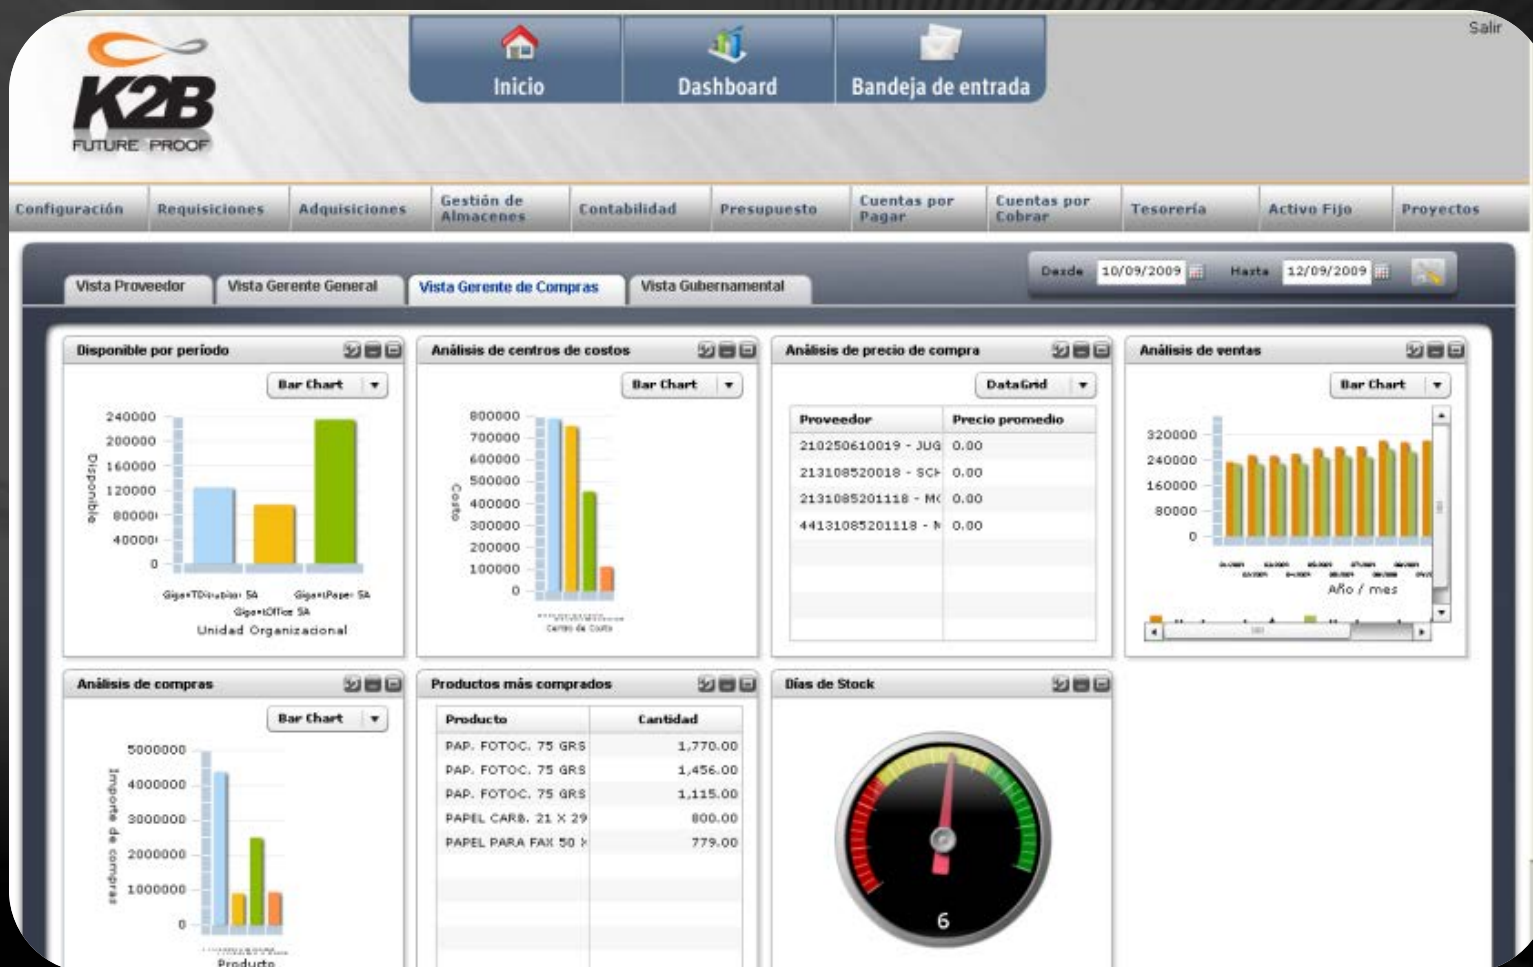 Salir
K2B
FUTURE PROOF
Inicio
Dashboard
Bandeja de entrada
Configuración
Requisiciones
Adquisiciones
Gestión de
Almacenes
Contabilidad
Presupuesto
Cuentas por
Pagar
Cuentas por
Cobrar
Tesorería
Activo Fijo
Proyectos
Desde 10/09/2009 Hasta 12/09/2009
Vista Proveedor
Vista Gerente General
Vista Gerente de Compras
Vista Gubernamental
Disponible por período
Bar Chart
240000
200000
160000
120000
80000
40000
0
Disponible
GigantPaper SA
GigantOffice SA
Unidad Organizacional
Análisis de centros de costos
Bar Chart
800000
700000
600000
500000
400000
300000
200000
100000
0
Costo
Centro de Costo
Análisis de precio de compra
DataGrid
Proveedor Precio promedio
210250610019 - JUG 0.00
213108520018 - SCH 0.00
2131085201118 - MO 0.00
44131085201118 - 0.00
Análisis de ventas
Bar Chart
320000
240000
160000
80000
0
Año / mes
Análisis de compras
Bar Chart
5000000
4000000
3000000
2000000
1000000
0
Importe de compras
Producto
Productos más comprados
Producto Cantidad
PAP. FOTOC. 75 GRS 1,770.00
PAP. FOTOC. 75 GRS 1,456.00
PAP. FOTOC. 75 GRS 1,115.00
PAPEL CARB. 21 X 29 800.00
PAPEL PARA FAX 50 X 779.00
Días de Stock
6